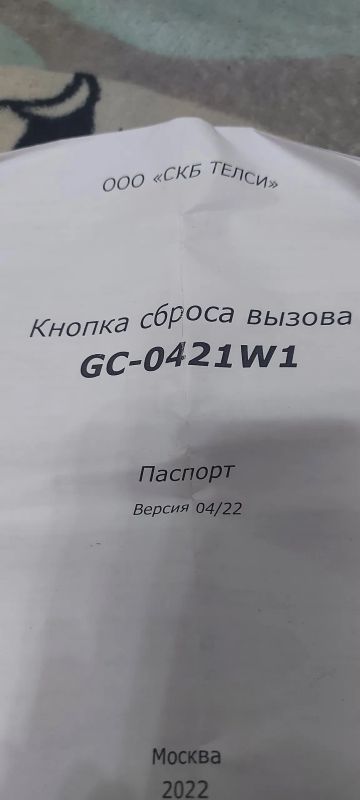 ООО «СКБ ТЕЛСИ»
Кнопка сброса вызова
GC-0421W1
Паспорт
Версия 04/22
Москва
2022